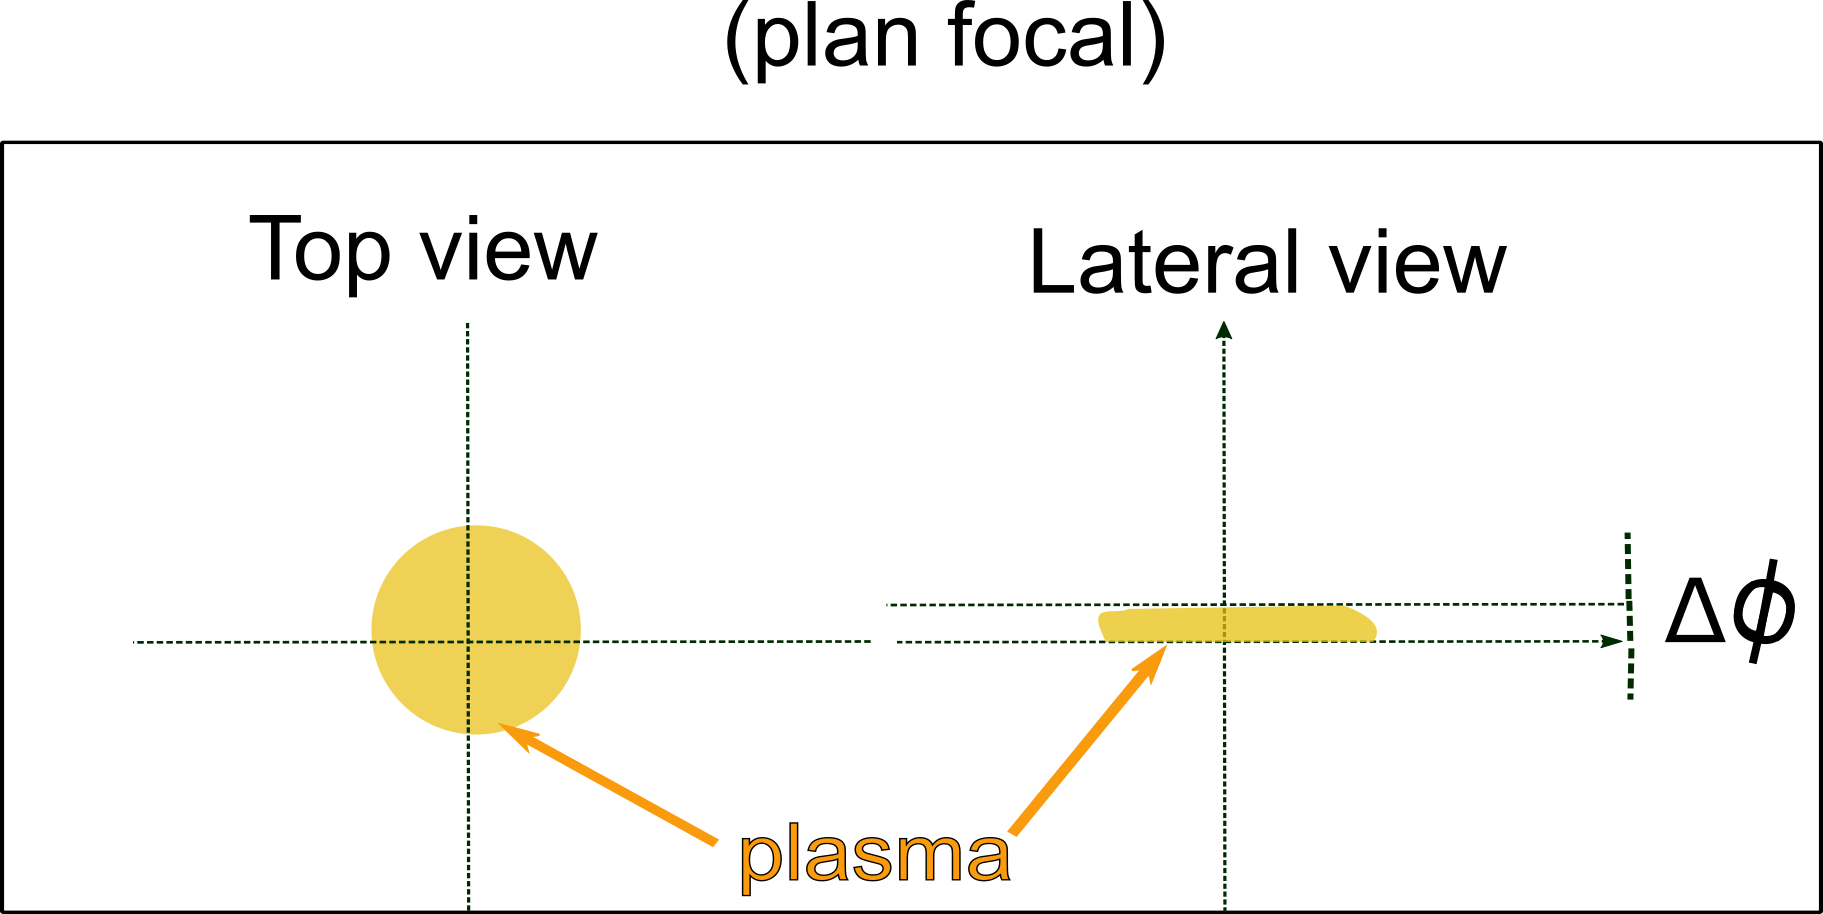 (plan focal)
Top view
Lateral view
Δϕ
plasma